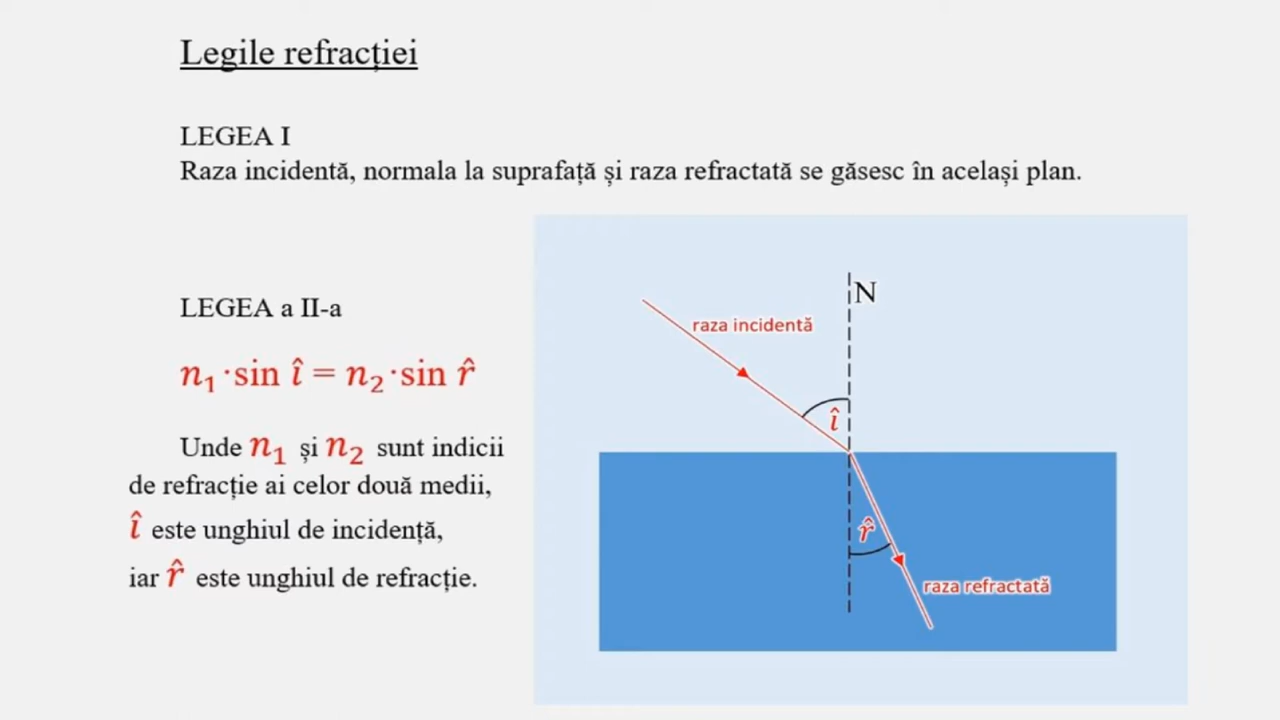 Legile refracției
LEGEA I
Raza incidentă, normala la suprafață și raza refractată se găsesc în același plan.
LEGEA a II-a
n₁·sin î = n₂·sin r̂
Unde n₁ și n₂ sunt indicii
de refracție ai celor două medii,
î este unghiul de incidență,
iar r̂ este unghiul de refracție.
N
raza incidentă
î
r̂
raza refractată